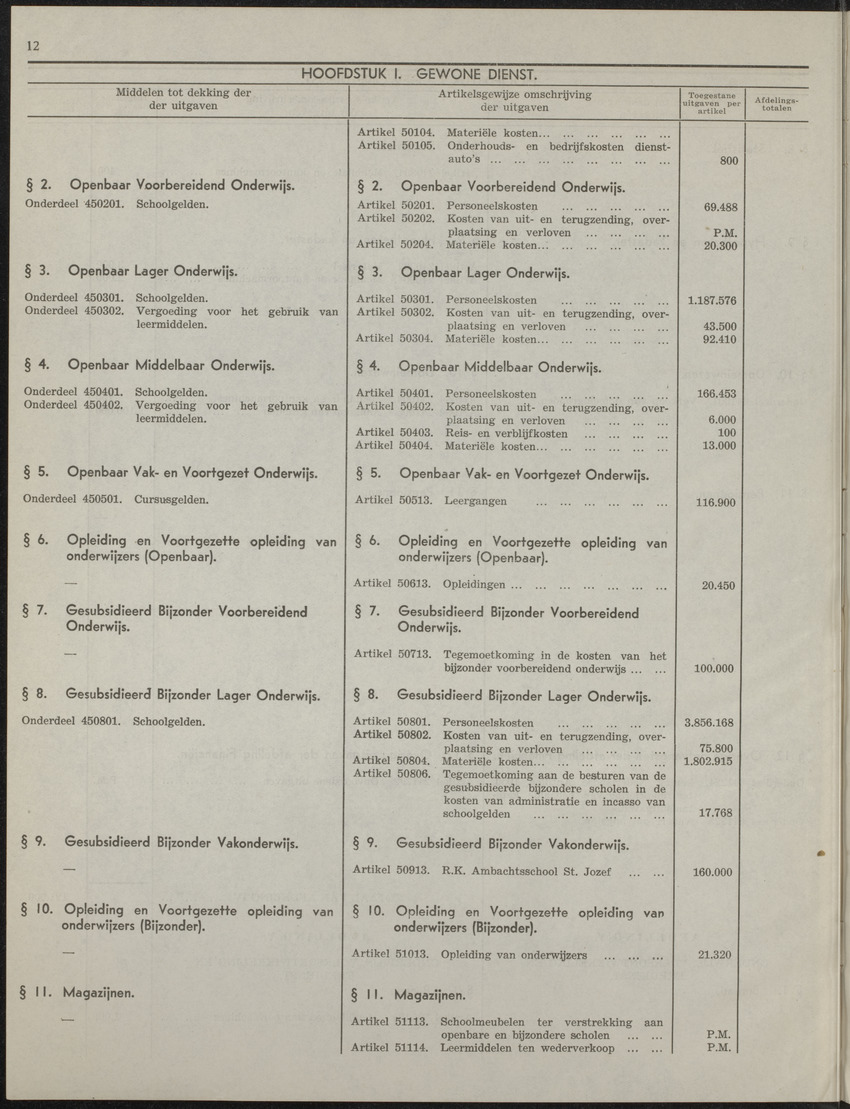 12
HOOFDSTUK I. GEWONE DIENST.
Middelen tot dekking der
der uitgaven
Artikelsgewijze omschrijving
der uitgaven
Toegestane
uitgaven per
artikel
Afdelings-
totalen
Artikel 50104. Materiële kosten... ... ... ... ... ...
Artikel 50105. Onderhouds- en bedrijfskosten dienst-
auto's ... ... ... ... ... ... ... ... 800
§ 2. Openbaar Voorbereidend Onderwijs.
Onderdeel 450201. Schoolgelden.
§ 2. Openbaar Voorbereidend Onderwijs.
Artikel 50201. Personeelskosten ... ... ... ... ... 69.488
Artikel 50202. Kosten van uit- en terugzending, over-
plaatsing en verloven ... ... ... ... P.M.
Artikel 50204. Materiële kosten... ... ... ... ... ... 20.300
§ 3. Openbaar Lager Onderwijs.
Onderdeel 450301. Schoolgelden.
Onderdeel 450302. Vergoeding voor het gebruik van
leermiddelen.
§ 3. Openbaar Lager Onderwijs.
Artikel 50301. Personeelskosten ... ... ... ... ... 1.187.576
Artikel 50302. Kosten van uit- en terugzending, over-
plaatsing en verloven ... ... ... ... 43.500
Artikel 50304. Materiële kosten... ... ... ... ... ... 92.410
§ 4. Openbaar Middelbaar Onderwijs.
Onderdeel 450401. Schoolgelden.
Onderdeel 450402. Vergoeding voor het gebruik van
leermiddelen.
§ 4. Openbaar Middelbaar Onderwijs.
Artikel 50401. Personeelskosten ... ... ... ... ... 166.453
Artikel 50402. Kosten van uit- en terugzending, over-
plaatsing en verloven ... ... ... ... 6.000
Artikel 50403. Reis- en verblijfkosten ... ... ... ... 100
Artikel 50404. Materiële kosten... ... ... ... ... ... 13.000
§ 5. Openbaar Vak- en Voortgezet Onderwijs.
Onderdeel 450501. Cursusgelden.
§ 5. Openbaar Vak- en Voortgezet Onderwijs.
Artikel 50513. Leergangen ... ... ... ... ... ... 116.900
§ 6. Opleiding en Voortgezette opleiding van
onderwijzers (Openbaar).
—
§ 6. Opleiding en Voortgezette opleiding van
onderwijzers (Openbaar).
Artikel 50613. Opleidingen ... ... ... ... ... ... ... 20.450
§ 7. Gesubsidieerd Bijzonder Voorbereidend
Onderwijs.
—
§ 7. Gesubsidieerd Bijzonder Voorbereidend
Onderwijs.
Artikel 50713. Tegemoetkoming in de kosten van het
bijzonder voorbereidend onderwijs ... ... 100.000
§ 8. Gesubsidieerd Bijzonder Lager Onderwijs.
Onderdeel 450801. Schoolgelden.
§ 8. Gesubsidieerd Bijzonder Lager Onderwijs.
Artikel 50801. Personeelskosten ... ... ... ... ... 3.856.168
Artikel 50802. Kosten van uit- en terugzending, over-
plaatsing en verloven ... ... ... ... 75.800
Artikel 50804. Materiële kosten... ... ... ... ... ... 1.802.915
Artikel 50806. Tegemoetkoming aan de besturen van de
gesubsidieerde bijzondere scholen in de
kosten van administratie en incasso van
schoolgelden ... ... ... ... ... ... 17.768
§ 9. Gesubsidieerd Bijzonder Vakonderwijs.
—
§ 9. Gesubsidieerd Bijzonder Vakonderwijs.
Artikel 50913. R.K. Ambachtsschool St. Jozef ... ... 160.000
§ 10. Opleiding en Voortgezette opleiding van
onderwijzers (Bijzonder).
—
§ 10. Opleiding en Voortgezette opleiding van
onderwijzers (Bijzonder).
Artikel 51013. Opleiding van onderwijzers ... ... ... 21.320
§ 11. Magazijnen.
—
§ 11. Magazijnen.
Artikel 51113. Schoolmeubelen ter verstrekking aan
openbare en bijzondere scholen ... ... P.M.
Artikel 51114. Leermiddelen ten wederverkoop ... ... P.M.